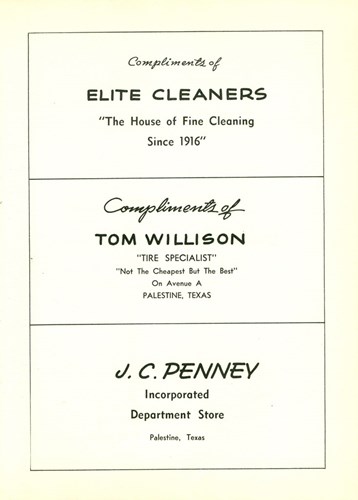 Compliments of
ELITE CLEANERS
"The House of Fine Cleaning
Since 1916"
Compliments of
TOM WILLISON
"TIRE SPECIALIST"
"Not The Cheapest But The Best"
On Avenue A
PALESTINE, TEXAS
J. C. PENNEY
Incorporated
Department Store
Palestine, Texas